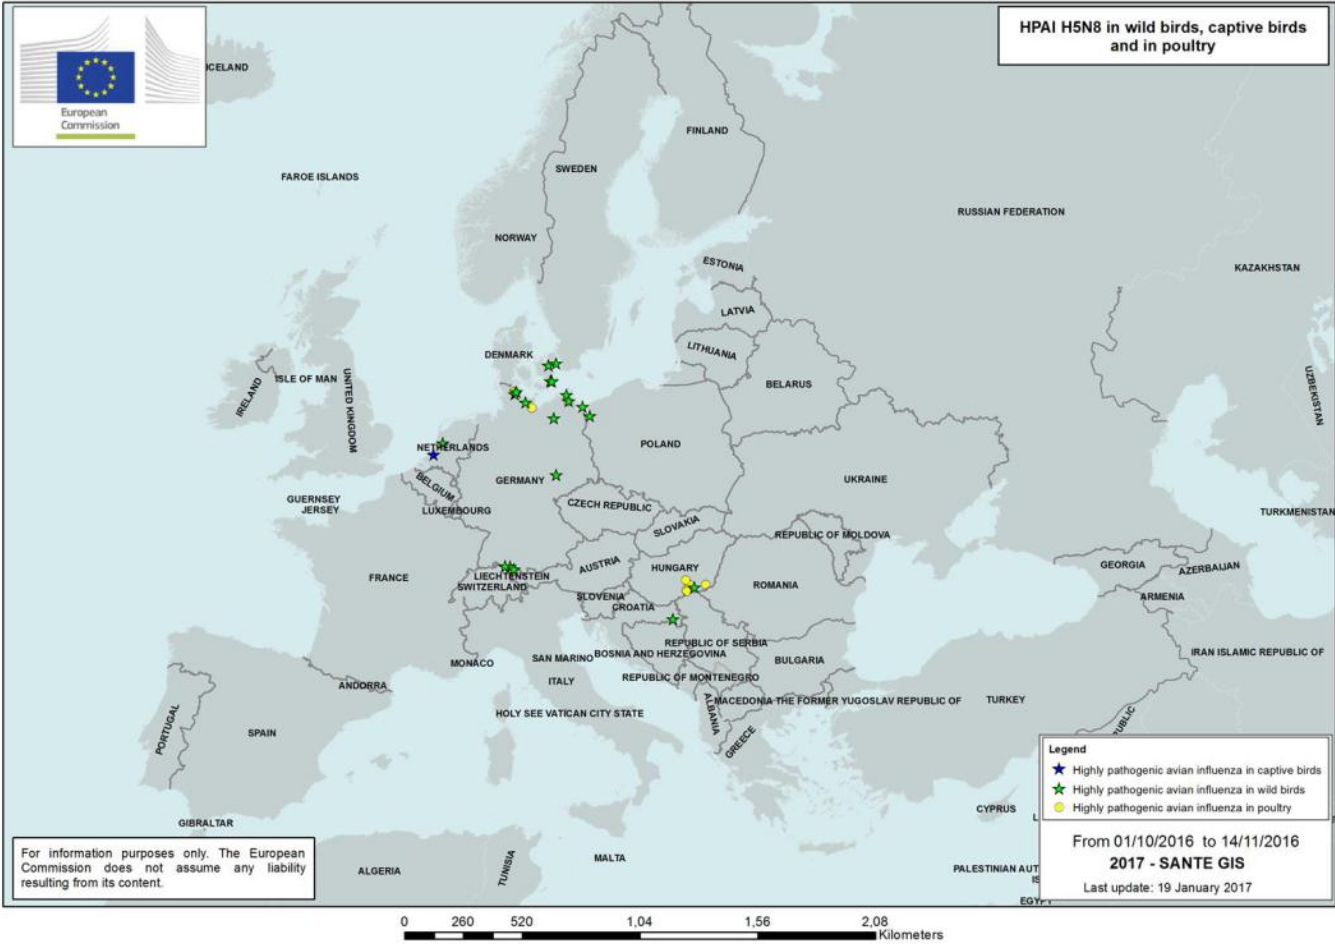 HPAI H5N8 in wild birds, captive birds
and in poultry
European
Commission
ICELAND
FINLAND
SWEDEN
FAROE ISLANDS
RUSSIAN FEDERATION
NORWAY
ESTONIA
KAZAKHSTAN
LATVIA
LITHUANIA
DENMARK
ISLE OF MAN
IRELAND
UNITED KINGDOM
BELARUS
UZBEKISTAN
NETHERLANDS
POLAND
BELGIUM
GERMANY
UKRAINE
GUERNSEY
JERSEY
LUXEMBOURG
CZECH REPUBLIC
SLOVAKIA
TURKMENISTAN
REPUBLIC OF MOLDOVA
FRANCE
LIECHTENSTEIN
SWITZERLAND
AUSTRIA
HUNGARY
ROMANIA
GEORGIA
AZERBAIJAN
SLOVENIA
CROATIA
ARMENIA
REPUBLIC OF SERBIA
BOSNIA AND HERZEGOVINA
MONACO
SAN MARINO
BULGARIA
IRAN ISLAMIC REPUBLIC OF
ITALY
REPUBLIC OF MONTENEGRO
ANDORRA
MACEDONIA THE FORMER YUGOSLAV REPUBLIC OF
TURKEY
ALBANIA
HOLY SEE VATICAN CITY STATE
PORTUGAL
SPAIN
GREECE
PUBLIC
GIBRALTAR
CYPRUS
MALTA
ALGERIA
TUNISIA
PALESTINIAN AUT
EGYPT
Legend
Highly pathogenic avian influenza in captive birds
Highly pathogenic avian influenza in wild birds
Highly pathogenic avian influenza in poultry
From 01/10/2016 to 14/11/2016
2017 - SANTE GIS
Last update: 19 January 2017
For information purposes only. The European
Commission does not assume any liability
resulting from its content.
0 260 520 1,04 1,56 2,08
Kilometers